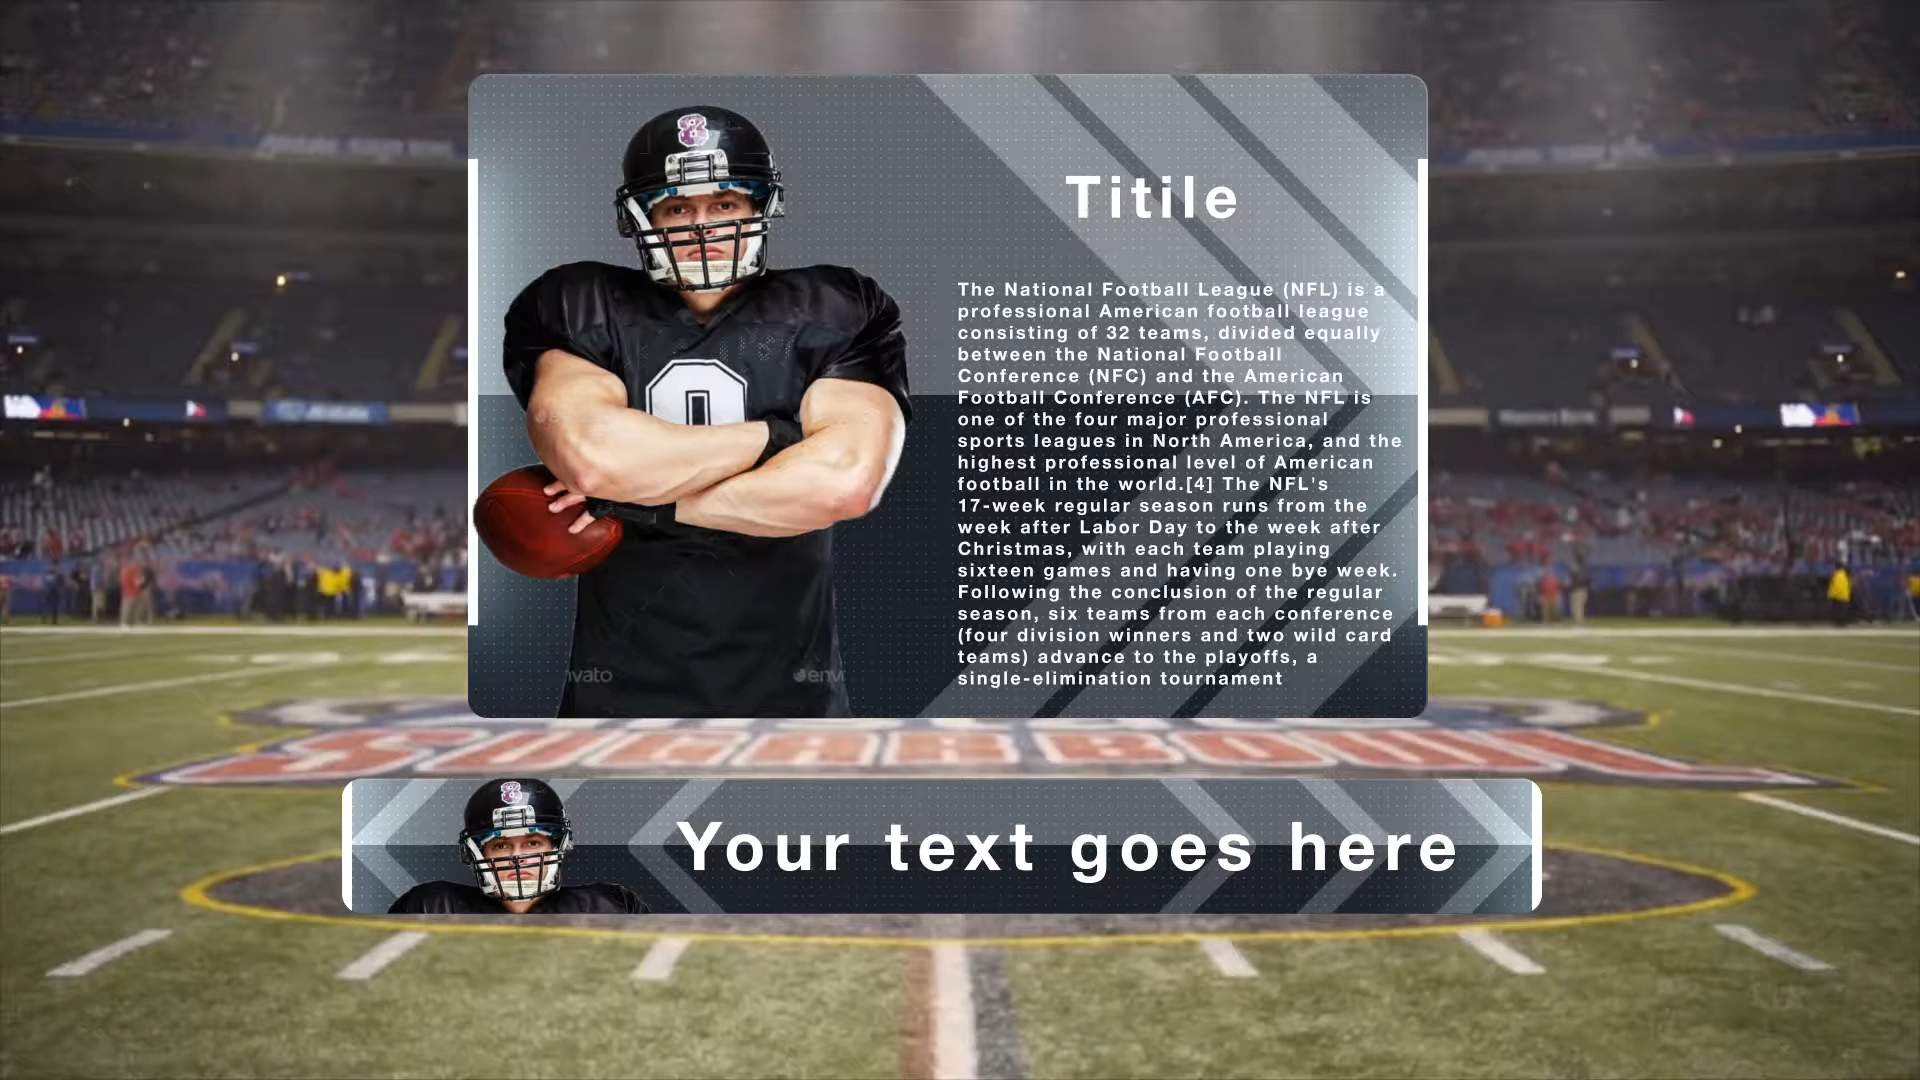 8
Titile
The National Football League (NFL) is a
professional American football league
consisting of 32 teams, divided equally
between the National Football
Conference (NFC) and the American
Football Conference (AFC). The NFL is
one of the four major professional
sports leagues in North America, and the
highest professional level of American
football in the world.[4] The NFL's
17-week regular season runs from the
week after Labor Day to the week after
Christmas, with each team playing
sixteen games and having one bye week.
Following the conclusion of the regular
season, six teams from each conference
(four division winners and two wild card
teams) advance to the playoffs, a
single-elimination tournament
SUGAR BOWL
8
Your text goes here